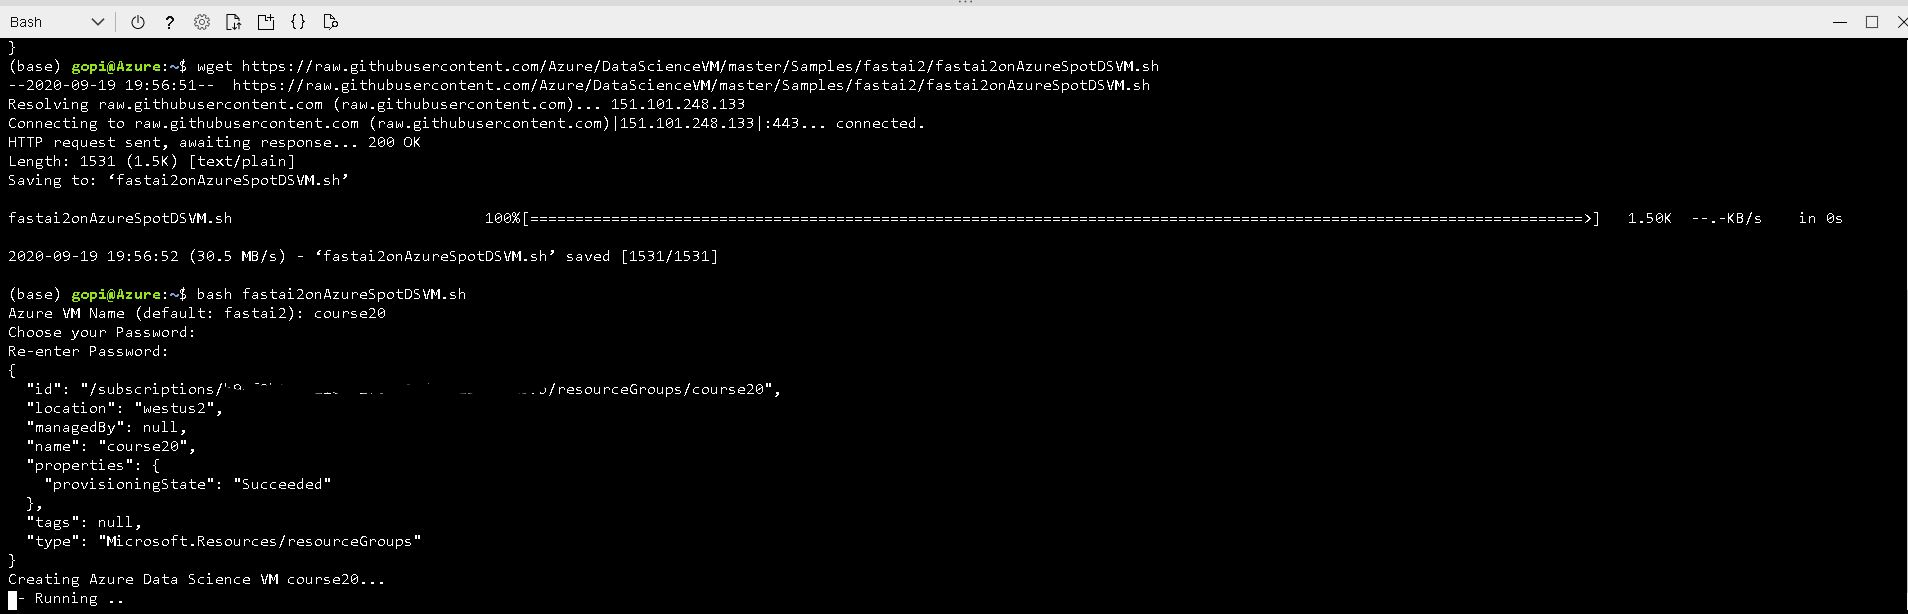 Bash
}
(base) gopi@Azure:~$ wget https://raw.githubusercontent.com/Azure/DataScienceVM/master/Samples/fastai2/fastai2onAzureSpotDSVM.sh
--2020-09-19 19:56:51--  https://raw.githubusercontent.com/Azure/DataScienceVM/master/Samples/fastai2/fastai2onAzureSpotDSVM.sh
Resolving raw.githubusercontent.com (raw.githubusercontent.com)... 151.101.248.133
Connecting to raw.githubusercontent.com (raw.githubusercontent.com)|151.101.248.133|:443... connected.
HTTP request sent, awaiting response... 200 OK
Length: 1531 (1.5K) [text/plain]
Saving to: ‘fastai2onAzureSpotDSVM.sh’
fastai2onAzureSpotDSVM.sh 100%[=====================================================================================================================>] 1.50K --.-KB/s in 0s
2020-09-19 19:56:52 (30.5 MB/s) - ‘fastai2onAzureSpotDSVM.sh’ saved [1531/1531]
(base) gopi@Azure:~$ bash fastai2onAzureSpotDSVM.sh
Azure VM Name (default: fastai2): course20
Choose your Password:
Re-enter Password:
{
"id": "/subscriptions/ /resourceGroups/course20",
"location": "westus2",
"managedBy": null,
"name": "course20",
"properties": {
"provisioningState": "Succeeded"
},
"tags": null,
"type": "Microsoft.Resources/resourceGroups"
}
Creating Azure Data Science VM course20...
- Running ..